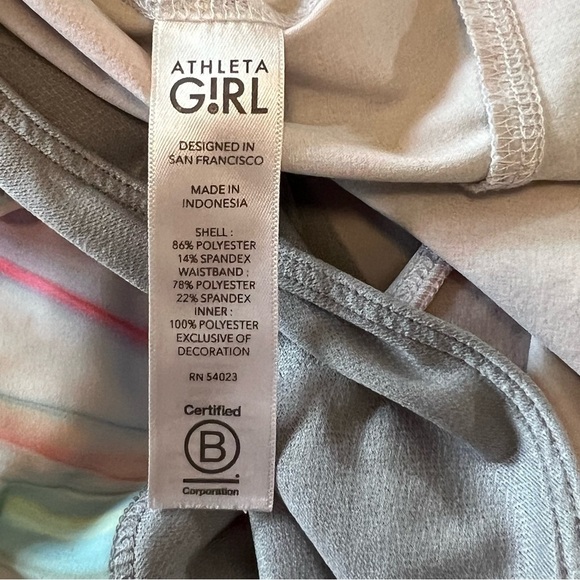 ATHLETA
G!RL
DESIGNED IN
SAN FRANCISCO
MADE IN
INDONESIA
SHELL :
86% POLYESTER
14% SPANDEX
WAISTBAND :
78% POLYESTER
22% SPANDEX
INNER :
100% POLYESTER
EXCLUSIVE OF
DECORATION
RN 54023
Certified
B
Corporation